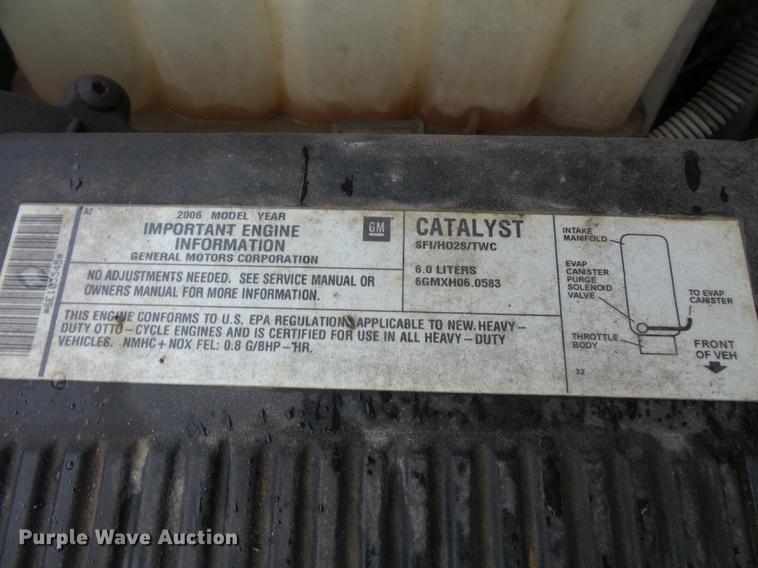 AZ
2006 MODEL YEAR
IMPORTANT ENGINE
INFORMATION
GENERAL MOTORS CORPORATION
GM
NO ADJUSTMENTS NEEDED. SEE SERVICE MANUAL OR
OWNERS MANUAL FOR MORE INFORMATION.
CATALYST
SFI/HO2S/TWC
6.0 LITERS
6GMXH06.0583
THIS ENGINE CONFORMS TO U.S. EPA REGULATIONS APPLICABLE TO NEW HEAVY-
DUTY OTTO-CYCLE ENGINES AND IS CERTIFIED FOR USE IN ALL HEAVY-DUTY
VEHICLES. NMHC+NOX FEL: 0.8 G/BHP-HR.
INTAKE
MANIFOLD
EVAP
CANISTER
PURGE
SOLENOID
VALVE
TO EVAP
CANISTER
THROTTLE
BODY
FRONT
OF VEH
32
Purple Wave Auction